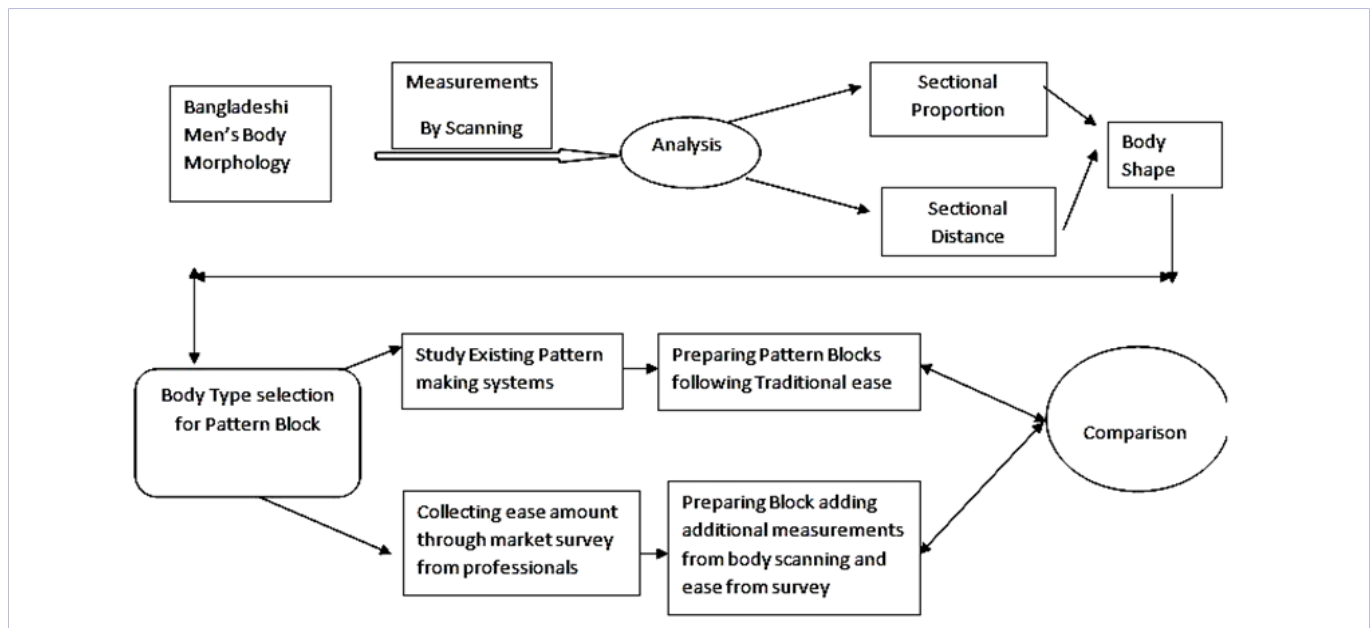 Bangladeshi
Men's Body
Morphology
Measurements
By Scanning
Analysis
Sectional
Proportion
Sectional
Distance
Body
Shape
Body Type selection
for Pattern Block
Study Existing Pattern
making systems
Preparing Pattern Blocks
following Traditional ease
Collecting ease amount
through market survey
from professionals
Preparing Block adding
additional measurements
from body scanning and
ease from survey
Comparison